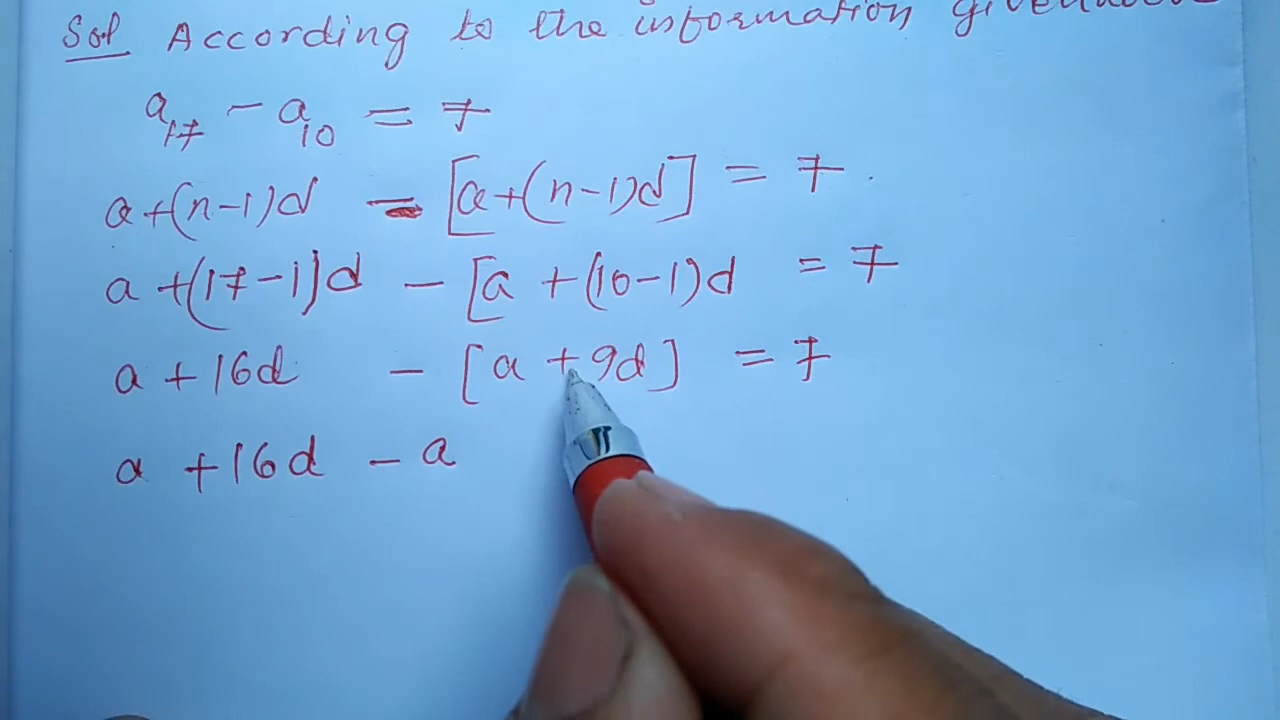 Sol According to the information given
a17 - a10 = 7
a+(n-1)d - [a+(n-1)d] = 7.
a+(17-1)d - [a+(10-1)d = 7
a+16d - [a+9d] = 7
a+16d - a